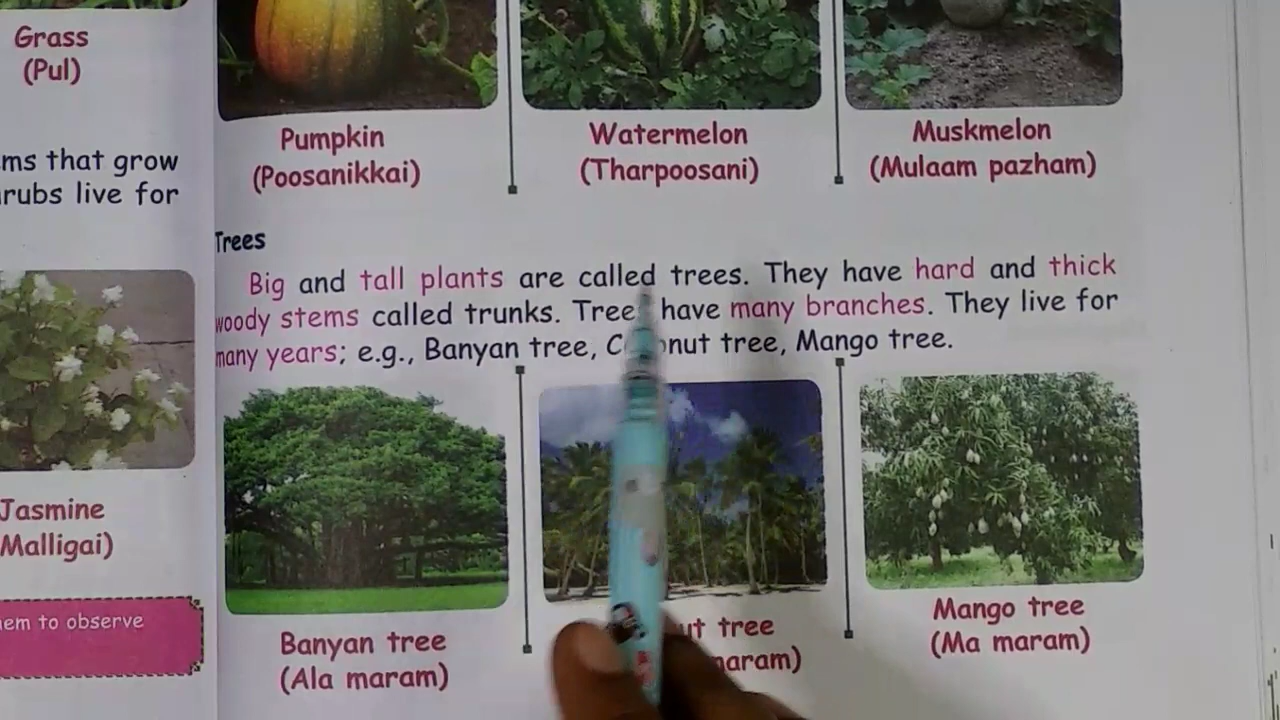 Grass
(Pul)
ms that grow
rubs live for
Jasmine
Malligai)
em to observe
Pumpkin
(Poosanikkai)
Watermelon
(Tharpoosani)
Muskmelon
(Mulaam pazham)
Trees
Big and tall plants are called trees. They have hard and thick
woody stems called trunks. Trees have many branches. They live for
many years; e.g., Banyan tree, Coconut tree, Mango tree.
Banyan tree
(Ala maram)
ut tree
maram)
Mango tree
(Ma maram)